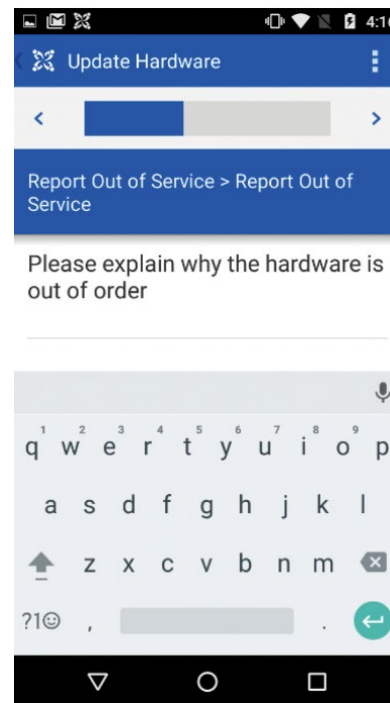 4:16
Update Hardware
Report Out of Service > Report Out of
Service
Please explain why the hardware is
out of order
1 2 3 4 5 6 7 8 9
q w e r t y u i o p
a s d f g h j k l
z x c v b n m
?1☺ , .